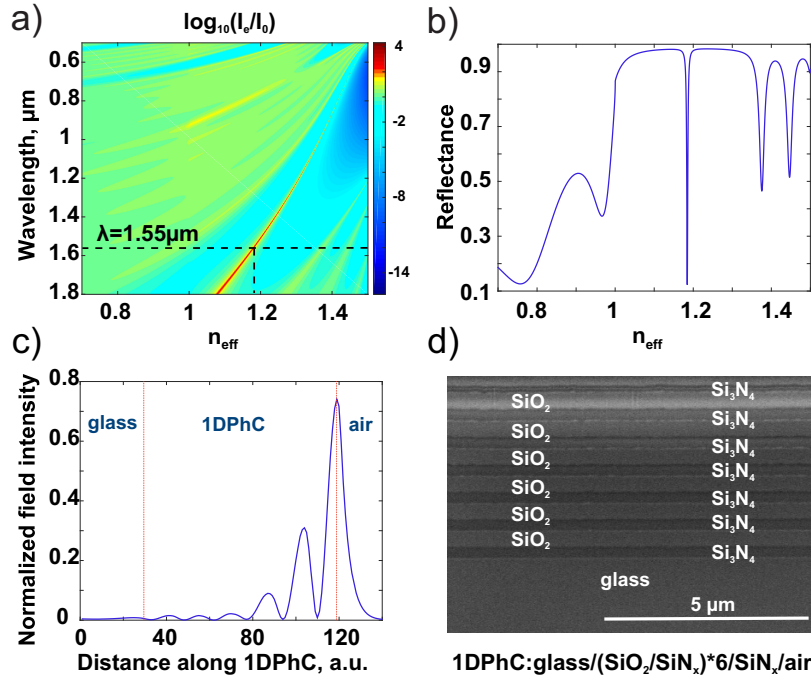 a)
log₁₀(Iₑ/I₀)
Wavelength, µm
0.6
0.8
1
1.2
1.4
1.6
1.8
λ=1.55µm
0.8
1
1.2
1.4
n_eff
4
-2
-8
-14
b)
Reflectance
0.9
0.7
0.5
0.3
0.1
0.8
1
1.2
1.4
n_eff
c)
Normalized field intensity
0.8
0.6
0.4
0.2
0
glass
1DPhC
air
0
40
80
120
Distance along 1DPhC, a.u.
d)
Si₃N₄
SiO₂
Si₃N₄
SiO₂
Si₃N₄
SiO₂
Si₃N₄
SiO₂
Si₃N₄
SiO₂
Si₃N₄
SiO₂
Si₃N₄
glass
5 µm
1DPhC:glass/(SiO₂/SiNₓ)*6/SiNₓ/air